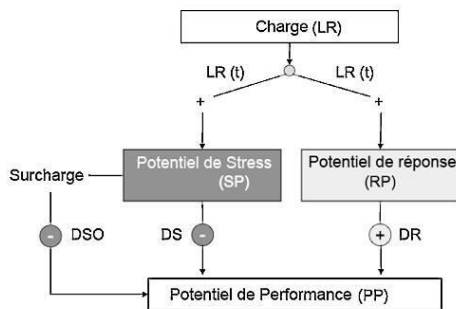 Charge (LR)
LR (t)
LR (t)
+
+
Potentiel de Stress
(SP)
Potentiel de réponse
(RP)
Surcharge
-
DSO
DS
-
+
DR
Potentiel de Performance (PP)